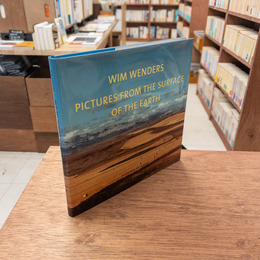 WIM WENDERS
PICTURES FROM THE SURFACE
OF THE EARTH